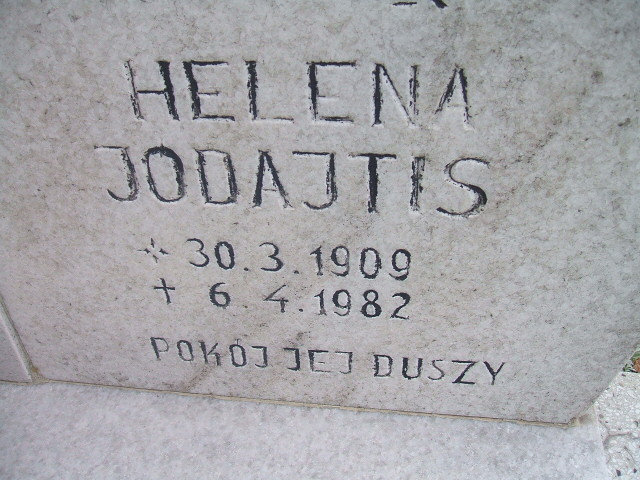 HELENA
JODAJTIS
* 30.3.1909
+ 6.4.1982
POKÓJ JEJ DUSZY